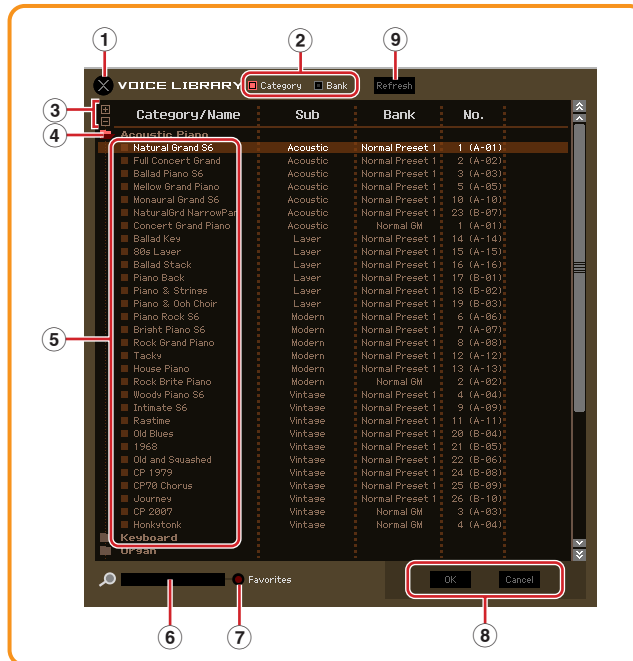 1 2 9
VOICE LIBRARY Category Bank Refresh
3
Category/Name Sub Bank No.
4 Acoustic Piano
Natural Grand S6 Acoustic Normal Preset 1 1 (A-01)
Full Concert Grand Acoustic Normal Preset 1 2 (A-02)
Ballad Piano S6 Acoustic Normal Preset 1 3 (A-03)
Mellow Grand Piano Acoustic Normal Preset 1 5 (A-05)
Monaural Grand S6 Acoustic Normal Preset 1 10 (A-10)
NaturalGrd NarrowPan Acoustic Normal Preset 1 23 (B-07)
Concert Grand Piano Acoustic Normal GM 1 (A-01)
Ballad Key Layer Normal Preset 1 14 (A-14)
80s Layer Layer Normal Preset 1 15 (A-15)
Ballad Stack Layer Normal Preset 1 16 (A-16)
Piano Back Layer Normal Preset 1 17 (B-01)
Piano & Strings Layer Normal Preset 1 18 (B-02)
Piano & Ooh Choir Layer Normal Preset 1 19 (B-03)
Piano Rock S6 Modern Normal Preset 1 6 (A-06)
Bright Piano S6 Modern Normal Preset 1 7 (A-07)
5 Rock Grand Piano Modern Normal Preset 1 8 (A-08)
Tacky Modern Normal Preset 1 12 (A-12)
House Piano Modern Normal Preset 1 13 (A-13)
Rock Brite Piano Modern Normal GM 2 (A-02)
Woody Piano S6 Vintage Normal Preset 1 4 (A-04)
Intimate S6 Vintage Normal Preset 1 9 (A-09)
Ragtime Vintage Normal Preset 1 11 (A-11)
Old Blues Vintage Normal Preset 1 20 (B-04)
1968 Vintage Normal Preset 1 21 (B-05)
Old and Squashed Vintage Normal Preset 1 22 (B-06)
CP 1979 Vintage Normal Preset 1 24 (B-08)
CP70 Chorus Vintage Normal Preset 1 25 (B-09)
Journey Vintage Normal Preset 1 26 (B-10)
CP 2007 Vintage Normal GM 3 (A-03)
Honkytonk Vintage Normal GM 4 (A-04)
Keyboard
Organ
Favorites OK Cancel
6 7 8